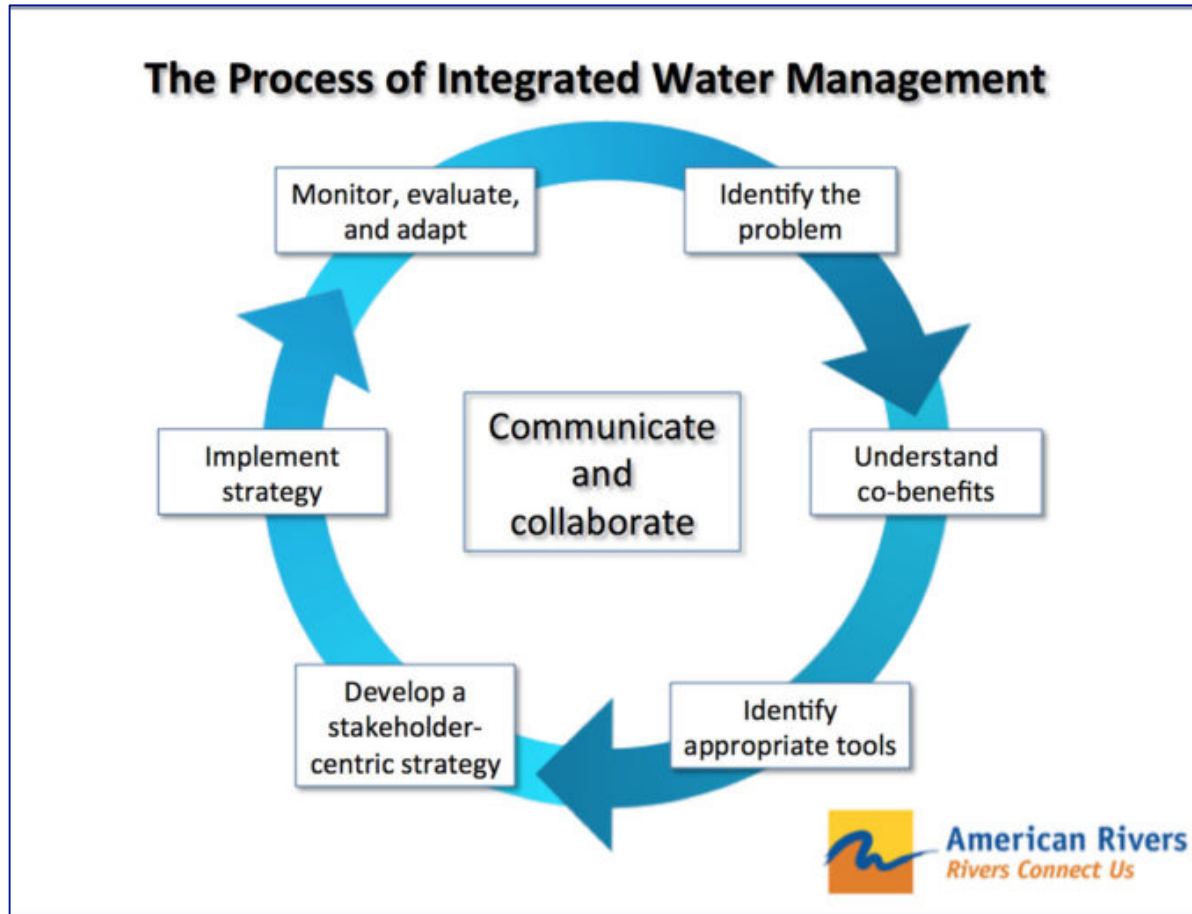 The Process of Integrated Water Management
Monitor, evaluate,
and adapt
Identify the
problem
Communicate
and
collaborate
Implement
strategy
Understand
co-benefits
Develop a
stakeholder-
centric strategy
Identify
appropriate tools
American Rivers
Rivers Connect Us